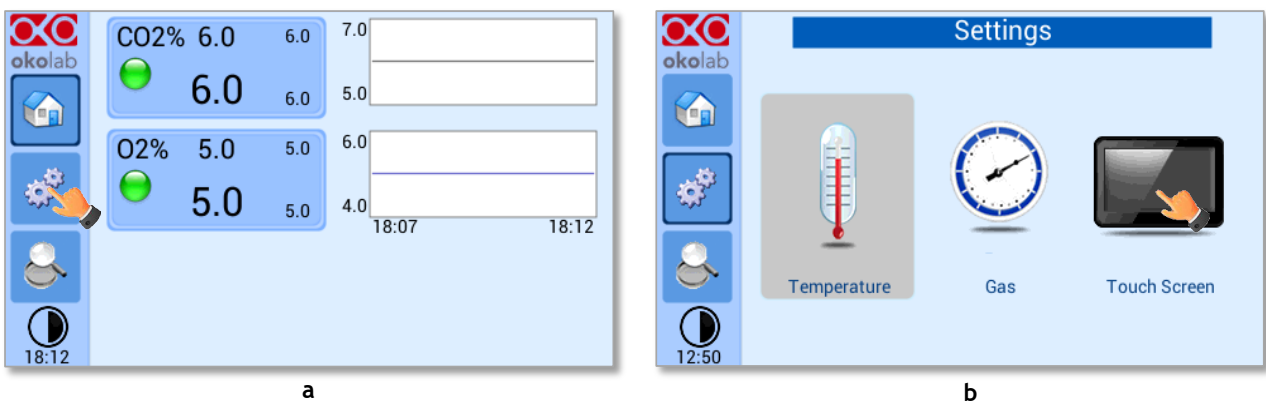 okolab
CO2% 6.0 6.0
6.0 6.0
7.0
5.0
O2% 5.0 5.0
5.0 5.0
6.0
4.0
18:07 18:12
18:12
a
okolab
Settings
Temperature Gas Touch Screen
12:50
b